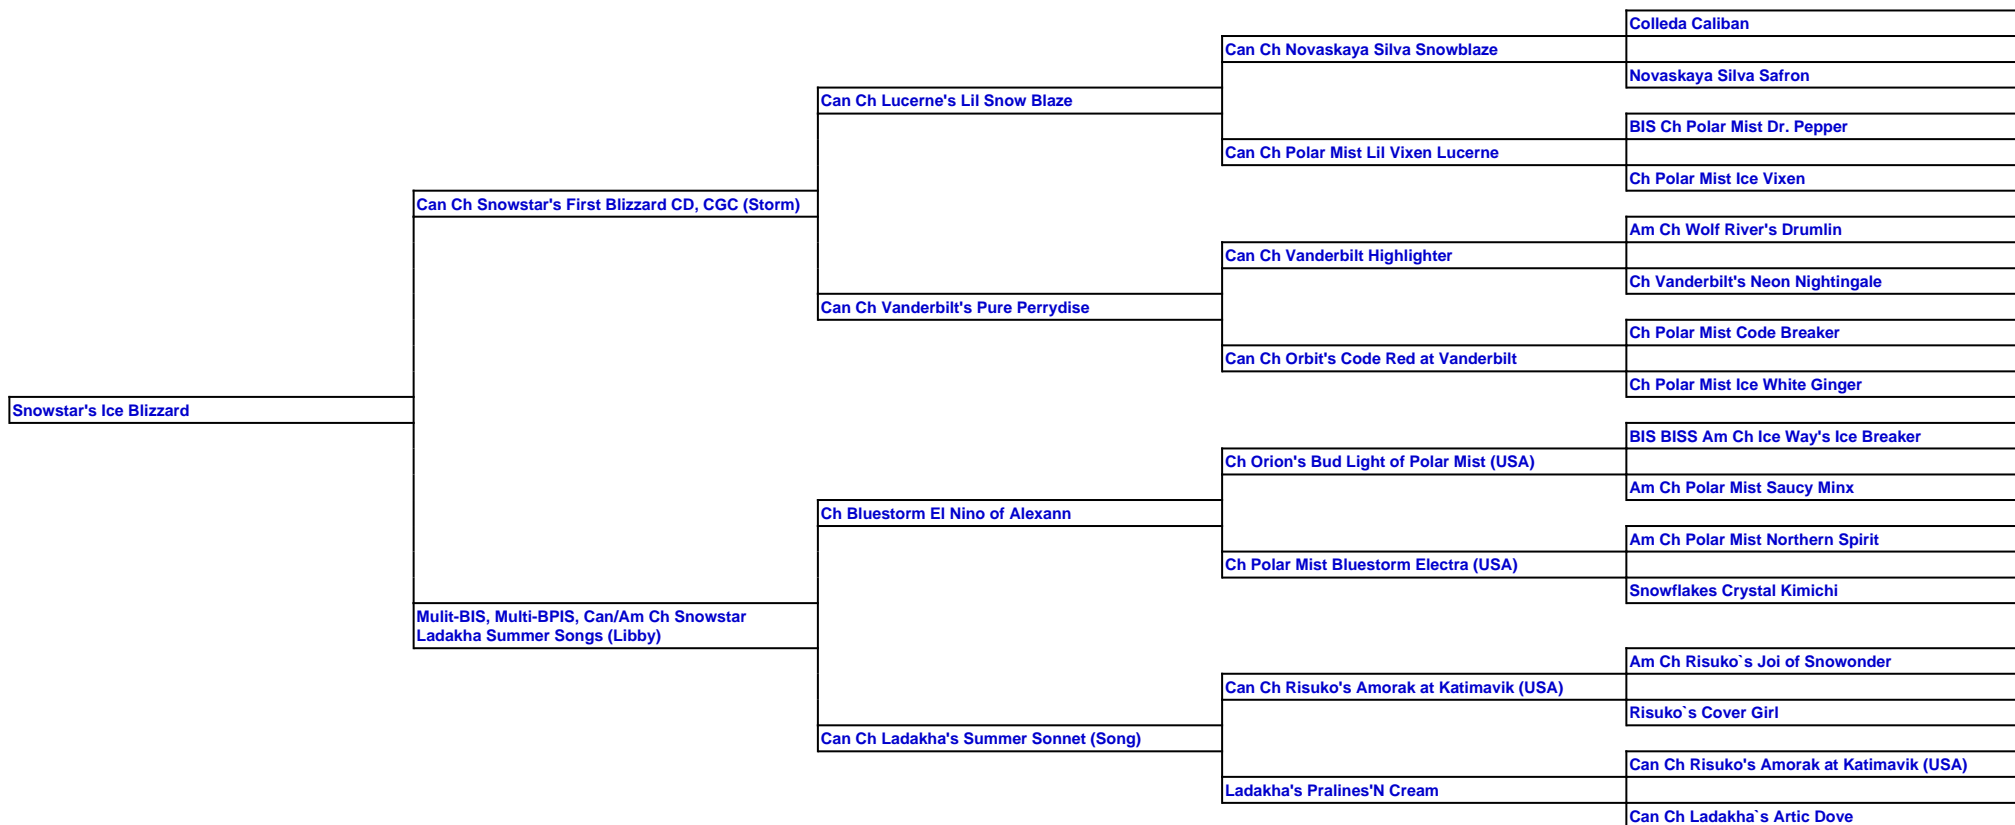 Colleda Caliban
Can Ch Novaskaya Silva Snowblaze
Novaskaya Silva Safron
Can Ch Lucerne's Lil Snow Blaze
BIS Ch Polar Mist Dr. Pepper
Can Ch Polar Mist Lil Vixen Lucerne
Ch Polar Mist Ice Vixen
Can Ch Snowstar's First Blizzard CD, CGC (Storm)
Am Ch Wolf River's Drumlin
Can Ch Vanderbilt Highlighter
Ch Vanderbilt's Neon Nightingale
Can Ch Vanderbilt's Pure Perrydise
Ch Polar Mist Code Breaker
Can Ch Orbit's Code Red at Vanderbilt
Ch Polar Mist Ice White Ginger
Snowstar's Ice Blizzard
BIS BISS Am Ch Ice Way's Ice Breaker
Ch Orion's Bud Light of Polar Mist (USA)
Am Ch Polar Mist Saucy Minx
Ch Bluestorm El Nino of Alexann
Am Ch Polar Mist Northern Spirit
Ch Polar Mist Bluestorm Electra (USA)
Snowflakes Crystal Kimichi
Mulit-BIS, Multi-BPIS, Can/Am Ch Snowstar
Ladakha Summer Songs (Libby)
Am Ch Risuko`s Joi of Snowonder
Can Ch Risuko's Amorak at Katimavik (USA)
Risuko`s Cover Girl
Can Ch Ladakha's Summer Sonnet (Song)
Can Ch Risuko's Amorak at Katimavik (USA)
Ladakha's Pralines'N Cream
Can Ch Ladakha`s Artic Dove